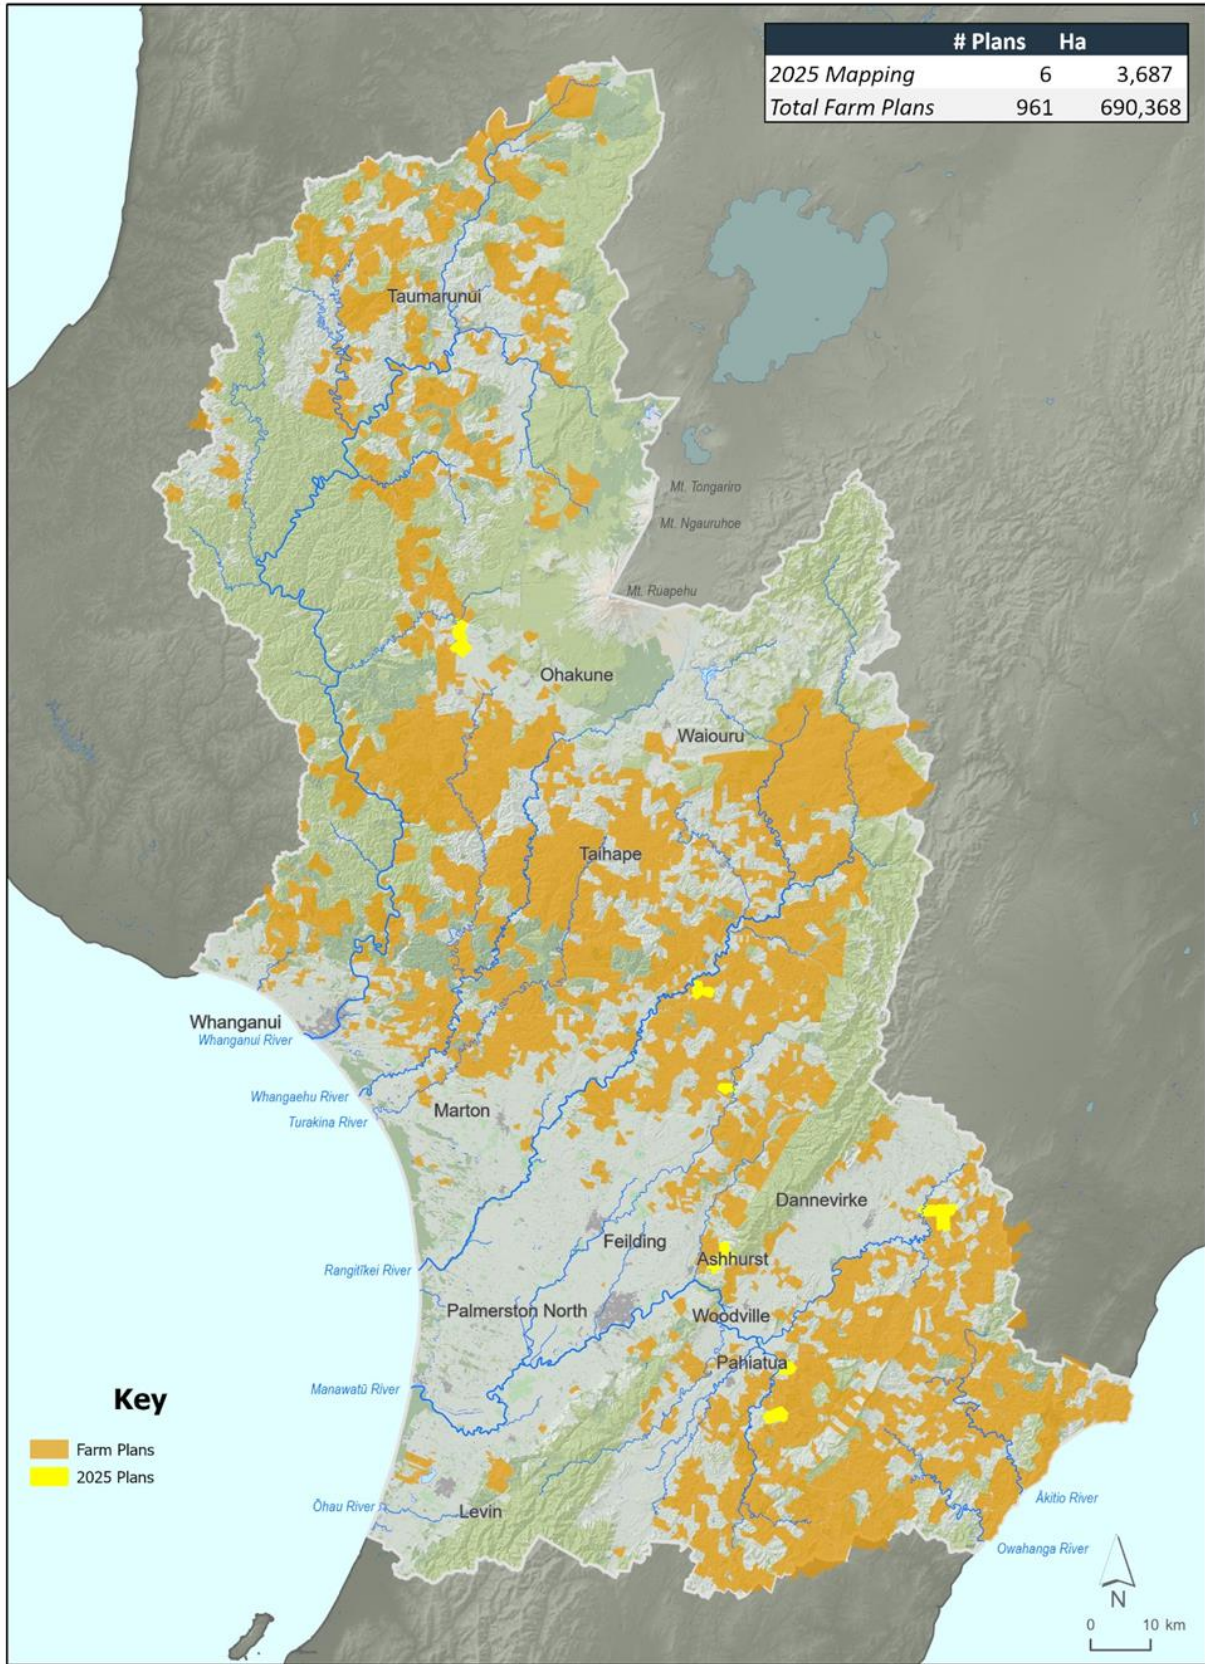 # Plans Ha
2025 Mapping 6 3,687
Total Farm Plans 961 690,368
Taumarunui
Mt. Tongariro
Mt. Ngauruhoe
Mt. Ruapehu
Ohakune
Waiouru
Taihape
Whanganui
Whanganui River
Whangaehu River
Marton
Turakina River
Dannevirke
Feilding
Ashhurst
Rangitīkei River
Palmerston North
Woodville
Pahiatua
Manawatū River
Key
Farm Plans
2025 Plans
Ōhau River
Levin
Ākitio River
Owahanga River
N
0 10 km